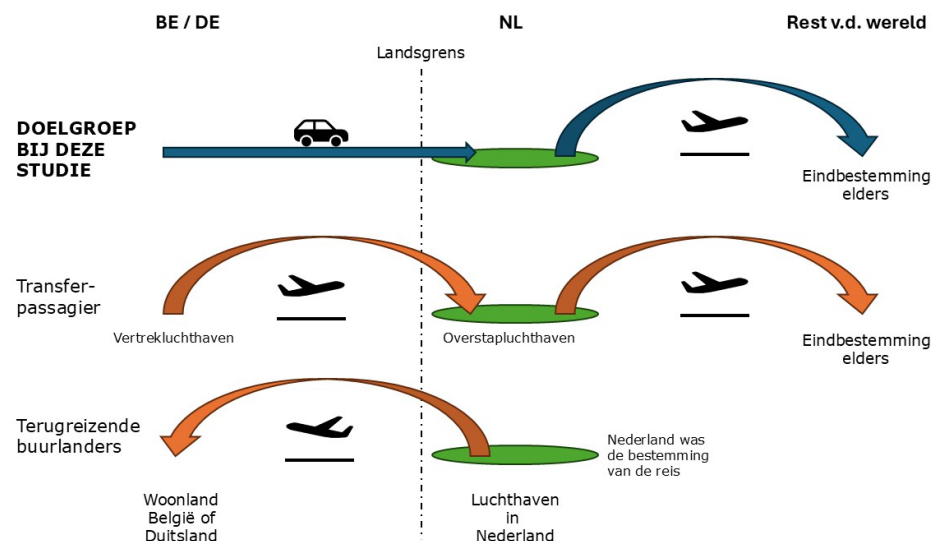 BE / DE
NL
Rest v.d. wereld
Landsgrens
DOELGROEP
BIJ DEZE
STUDIE
Eindbestemming
elders
Transfer-
passagier
Vertrekluchthaven
Overstapluchthaven
Eindbestemming
elders
Terugreizende
buurlanders
Nederland was
de bestemming
van de reis
Woonland
België of
Duitsland
Luchthaven
in
Nederland